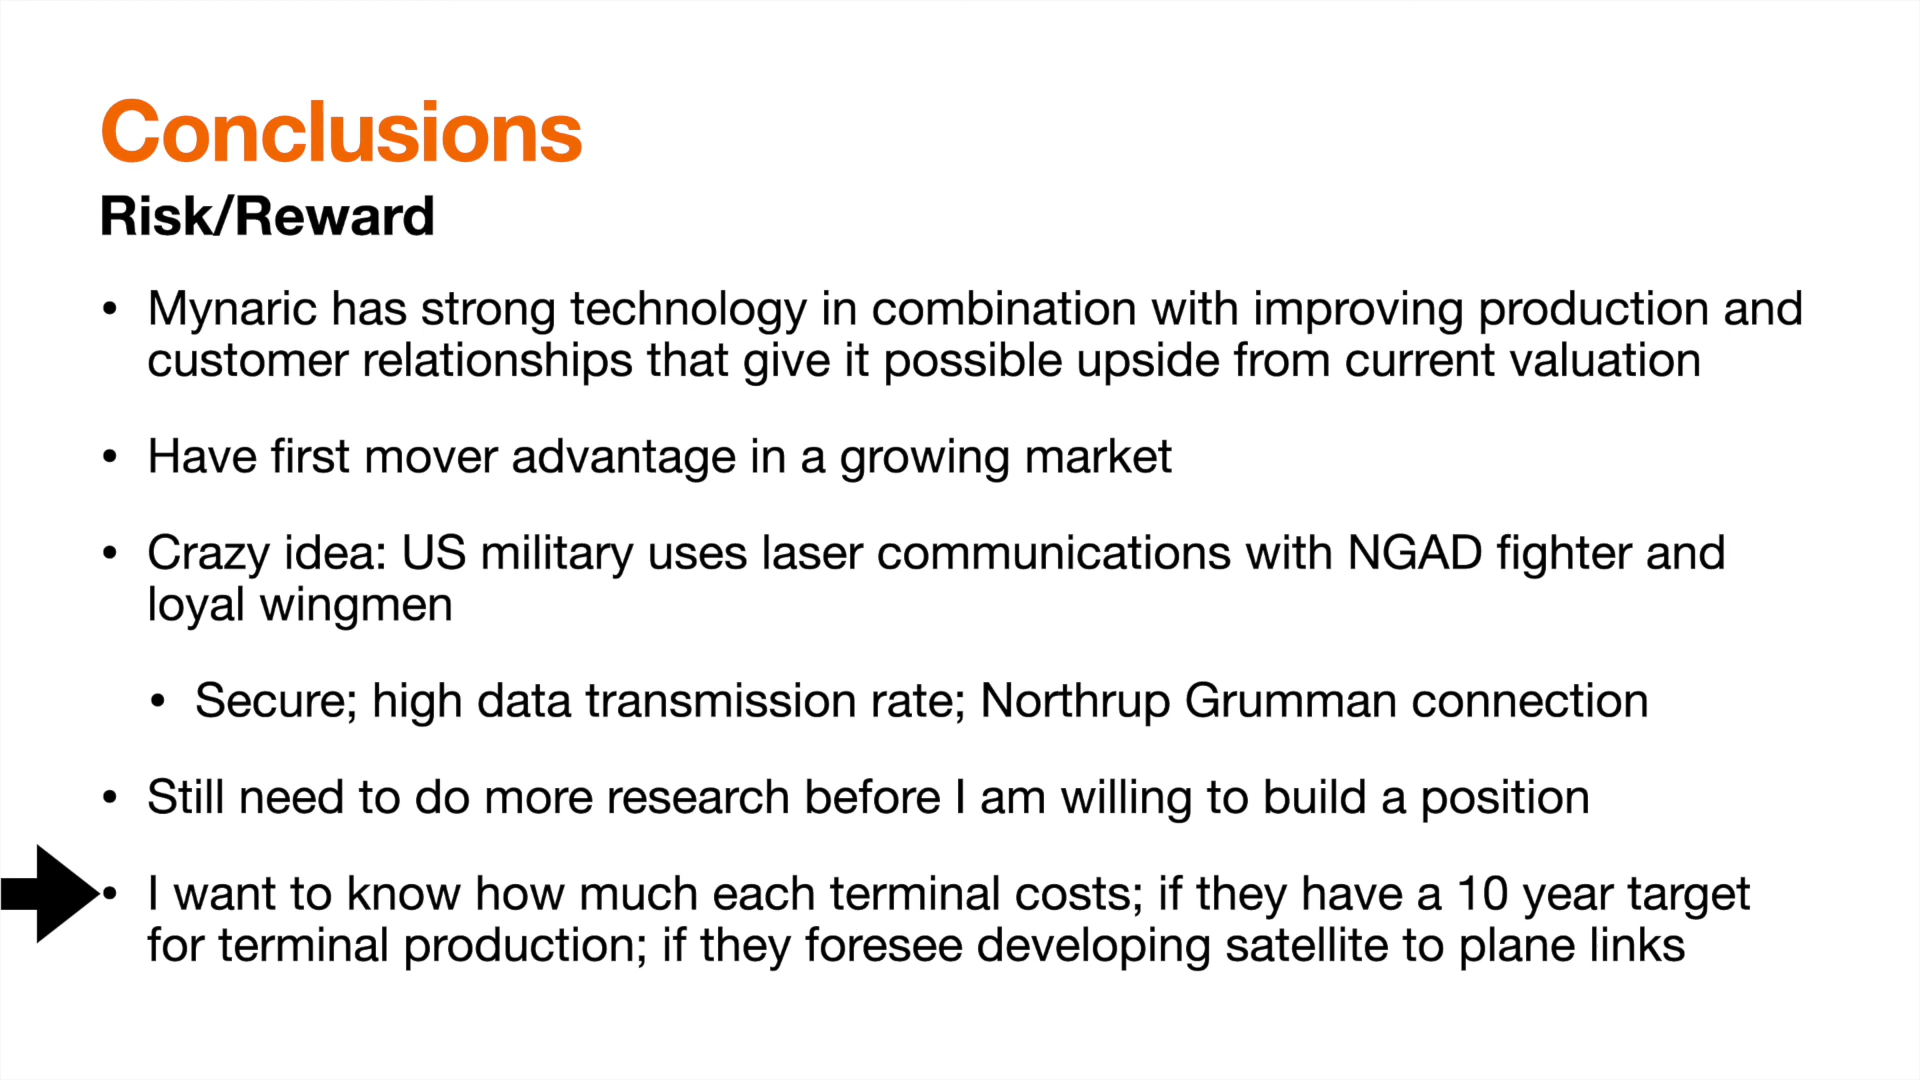 Conclusions
Risk/Reward
• Mynaric has strong technology in combination with improving production and
customer relationships that give it possible upside from current valuation
• Have first mover advantage in a growing market
• Crazy idea: US military uses laser communications with NGAD fighter and
loyal wingmen
• Secure; high data transmission rate; Northrup Grumman connection
• Still need to do more research before I am willing to build a position
• I want to know how much each terminal costs; if they have a 10 year target
for terminal production; if they foresee developing satellite to plane links